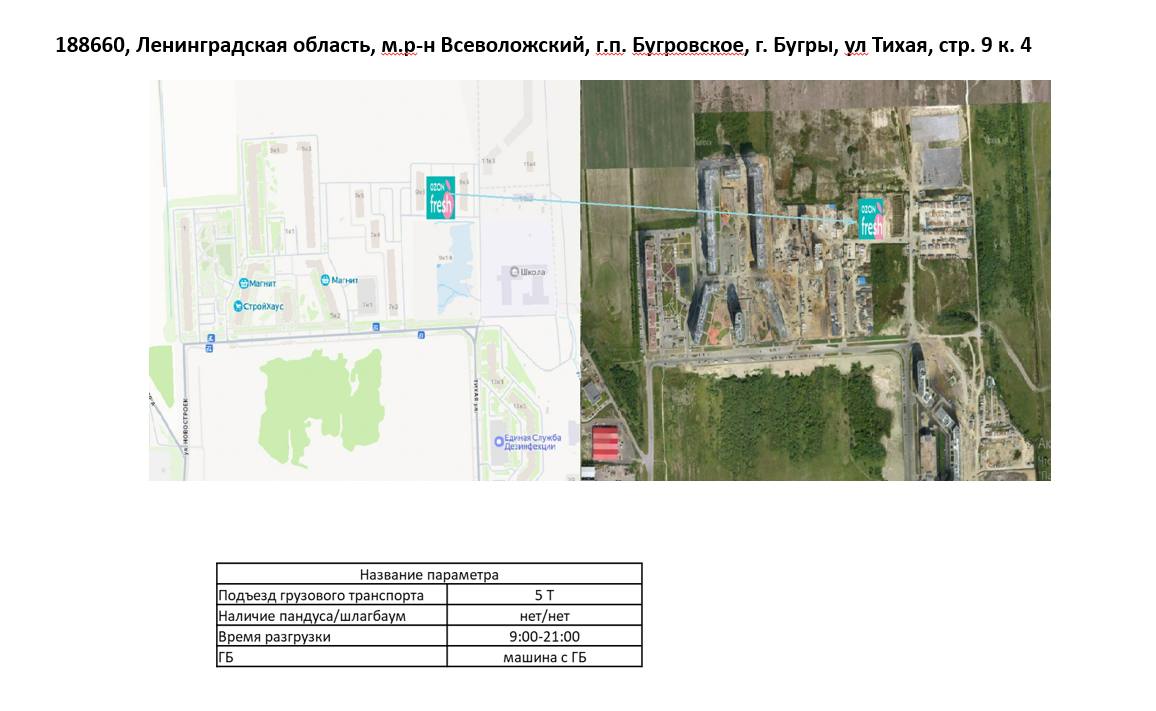 188660, Ленинградская область, м.р-н Всеволожский, г.п. Бугровское, г. Бугры, ул Тихая, стр. 9 к. 4
OZON
fresh
OZON
fresh
Школа
Магнит
Магнит
СтройХаус
ул. НОВОСТРОЕК
ТИХАЯ ул.
Единая Служба
Дезинфекции
Название параметра
Подъезд грузового транспорта 5 Т
Наличие пандуса/шлагбаум нет/нет
Время разгрузки 9:00-21:00
ГБ машина с ГБ